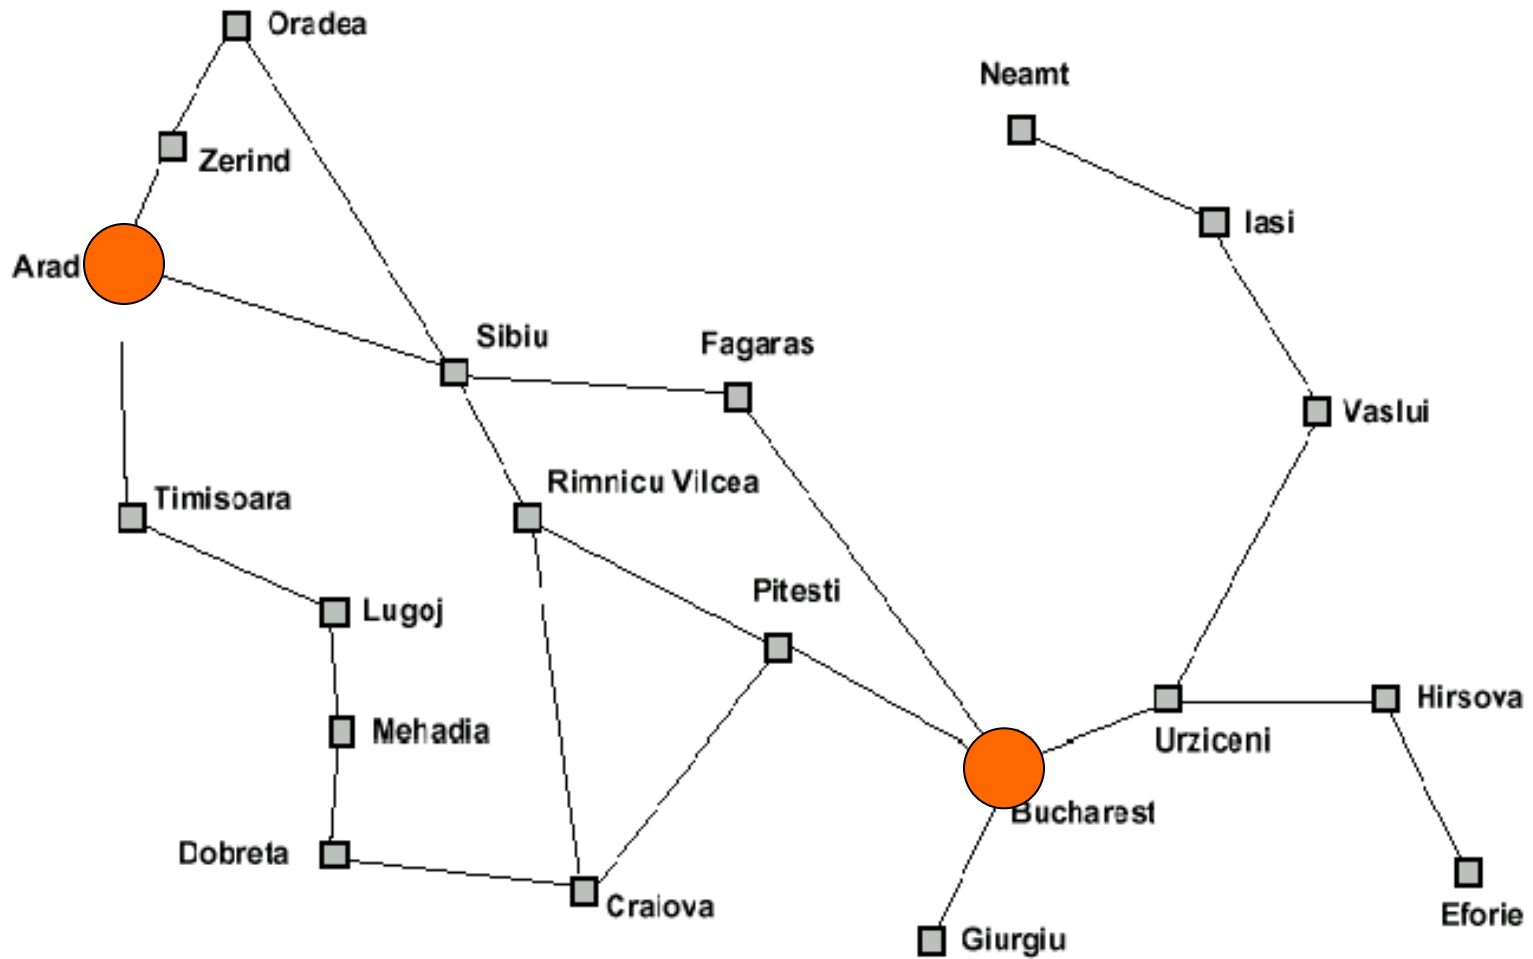 Oradea
Neamt
Zerind
Iasi
Arad
Sibiu
Fagaras
Vaslui
Rimnicu Vilcea
Timisoara
Pitesti
Lugoj
Hirsova
Mehadia
Urziceni
Bucharest
Dobreta
Craiova
Eforie
Giurgiu